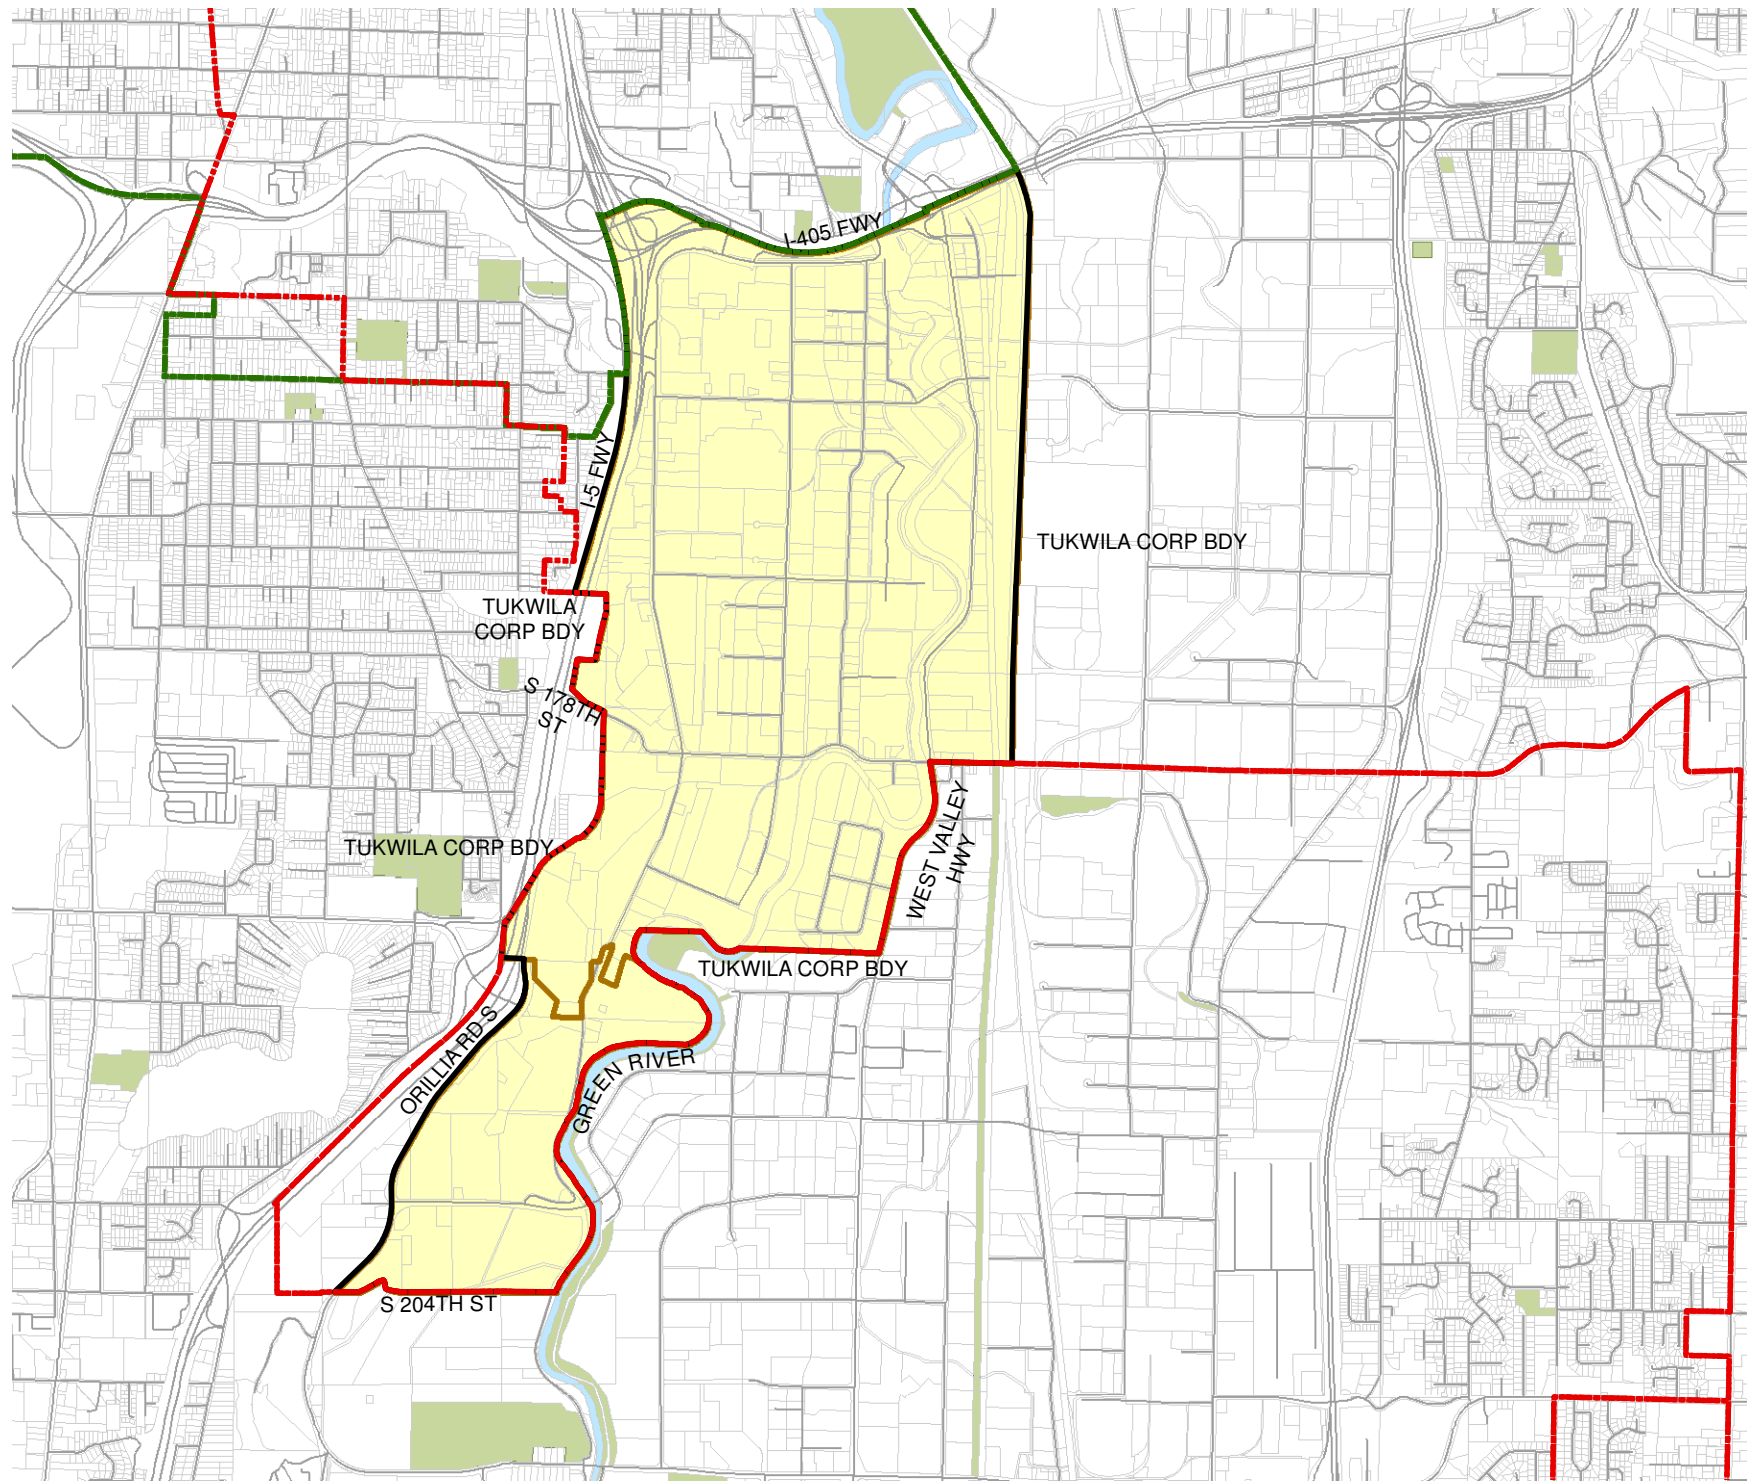 I-405 FWY
I-5 FWY
TUKWILA CORP BDY
TUKWILA
CORP BDY
S 178TH
ST
WEST VALLEY
HWY
TUKWILA CORP BDY
TUKWILA CORP BDY
ORILLIA RD S
GREEN RIVER
S 204TH ST